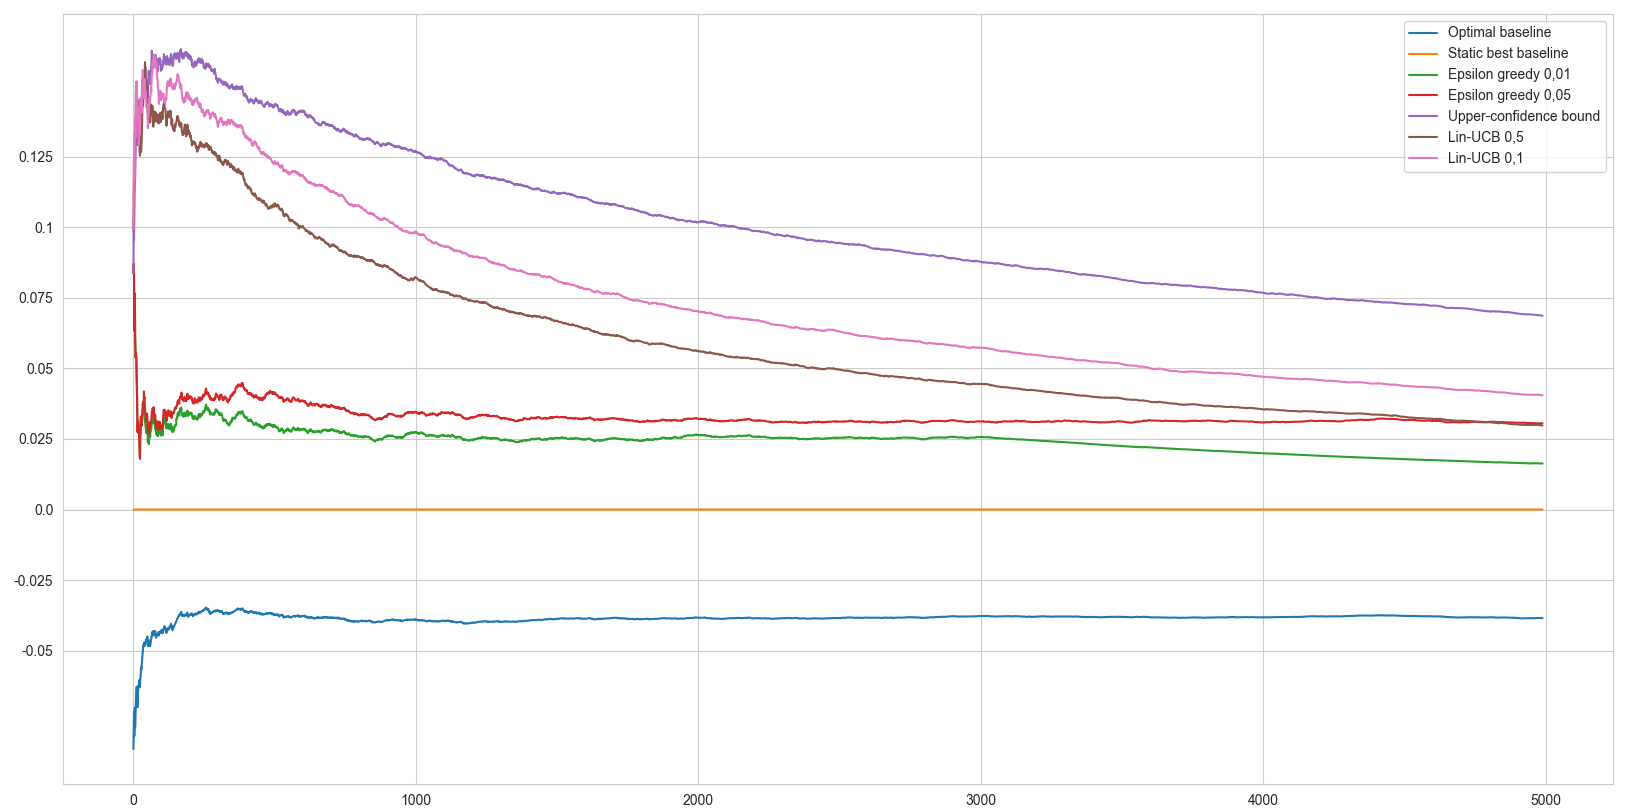 Optimal baseline
Static best baseline
Epsilon greedy 0,01
Epsilon greedy 0,05
Upper-confidence bound
Lin-UCB 0,5
Lin-UCB 0,1
0.125
0.1
0.075
0.05
0.025
0.0
-0.025
-0.05
0 1000 2000 3000 4000 5000